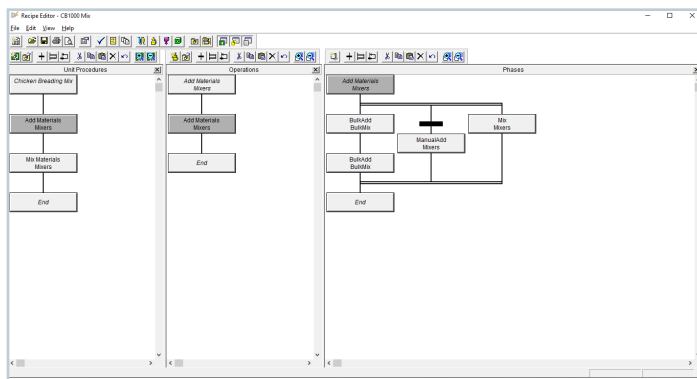 Recipe Editor - CB1000 Mix
File Edit View Help
Unit Procedures
Operations
Phases
Chicken Breading Mix
Add Materials
Mixers
Mix Materials
Mixers
End
Add Materials
Mixers
Add Materials
Mixers
End
Add Materials
Mixers
BulkAdd
BulkMix
ManualAdd
Mixers
Mix
Mixers
BulkAdd
BulkMix
End